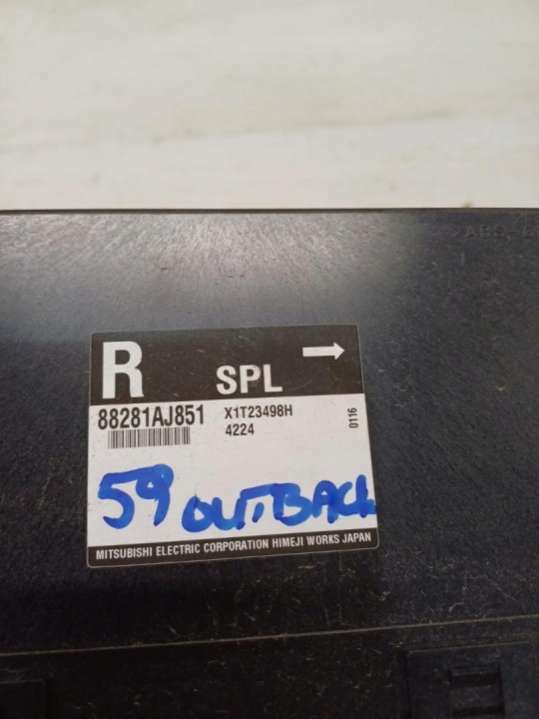 R SPL
88281AJ851 X1T23498H
4224
0116
59 OUTBACK
MITSUBISHI ELECTRIC CORPORATION HIMEJI WORKS JAPAN